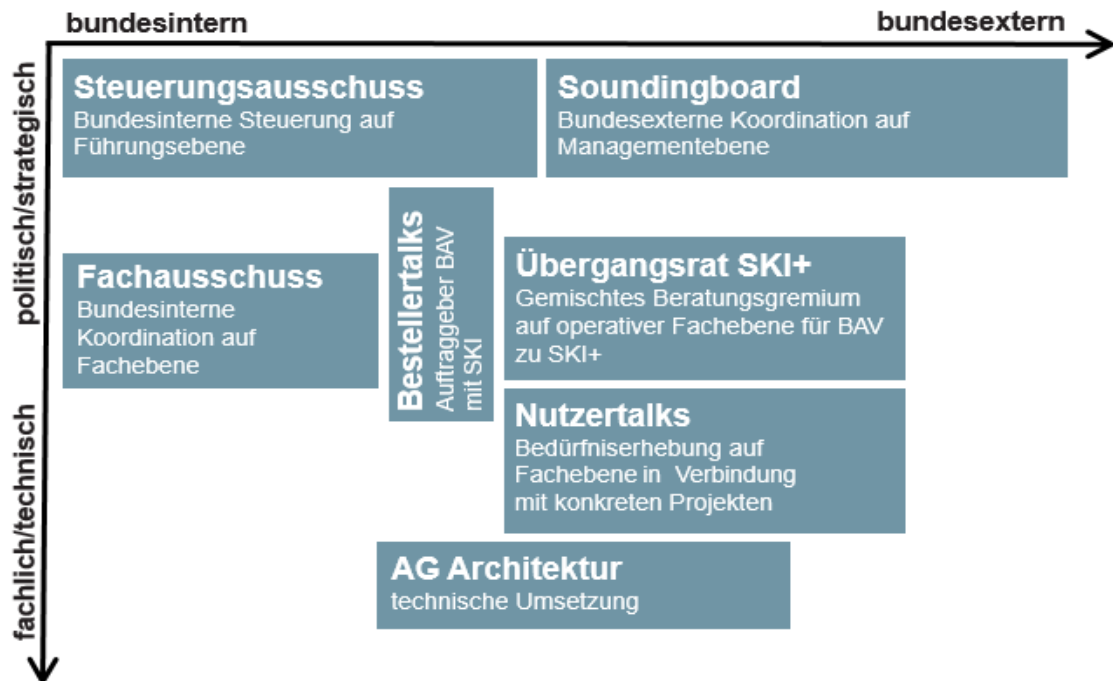 bundesintern
bundesextern
politisch/strategisch
fachlich/technisch
Steuerungsausschuss
Bundesinterne Steuerung auf
Führungsebene
Soundingboard
Bundesexterne Koordination auf
Managementebene
Fachausschuss
Bundesinterne
Koordination auf
Fachebene
Bestellertalks
Auftraggeber BAV
mit SKI
Übergangsrat SKI+
Gemischtes Beratungsgremium
auf operativer Fachebene für BAV
zu SKI+
Nutzertalks
Bedürfniserhebung auf
Fachebene in Verbindung
mit konkreten Projekten
AG Architektur
technische Umsetzung